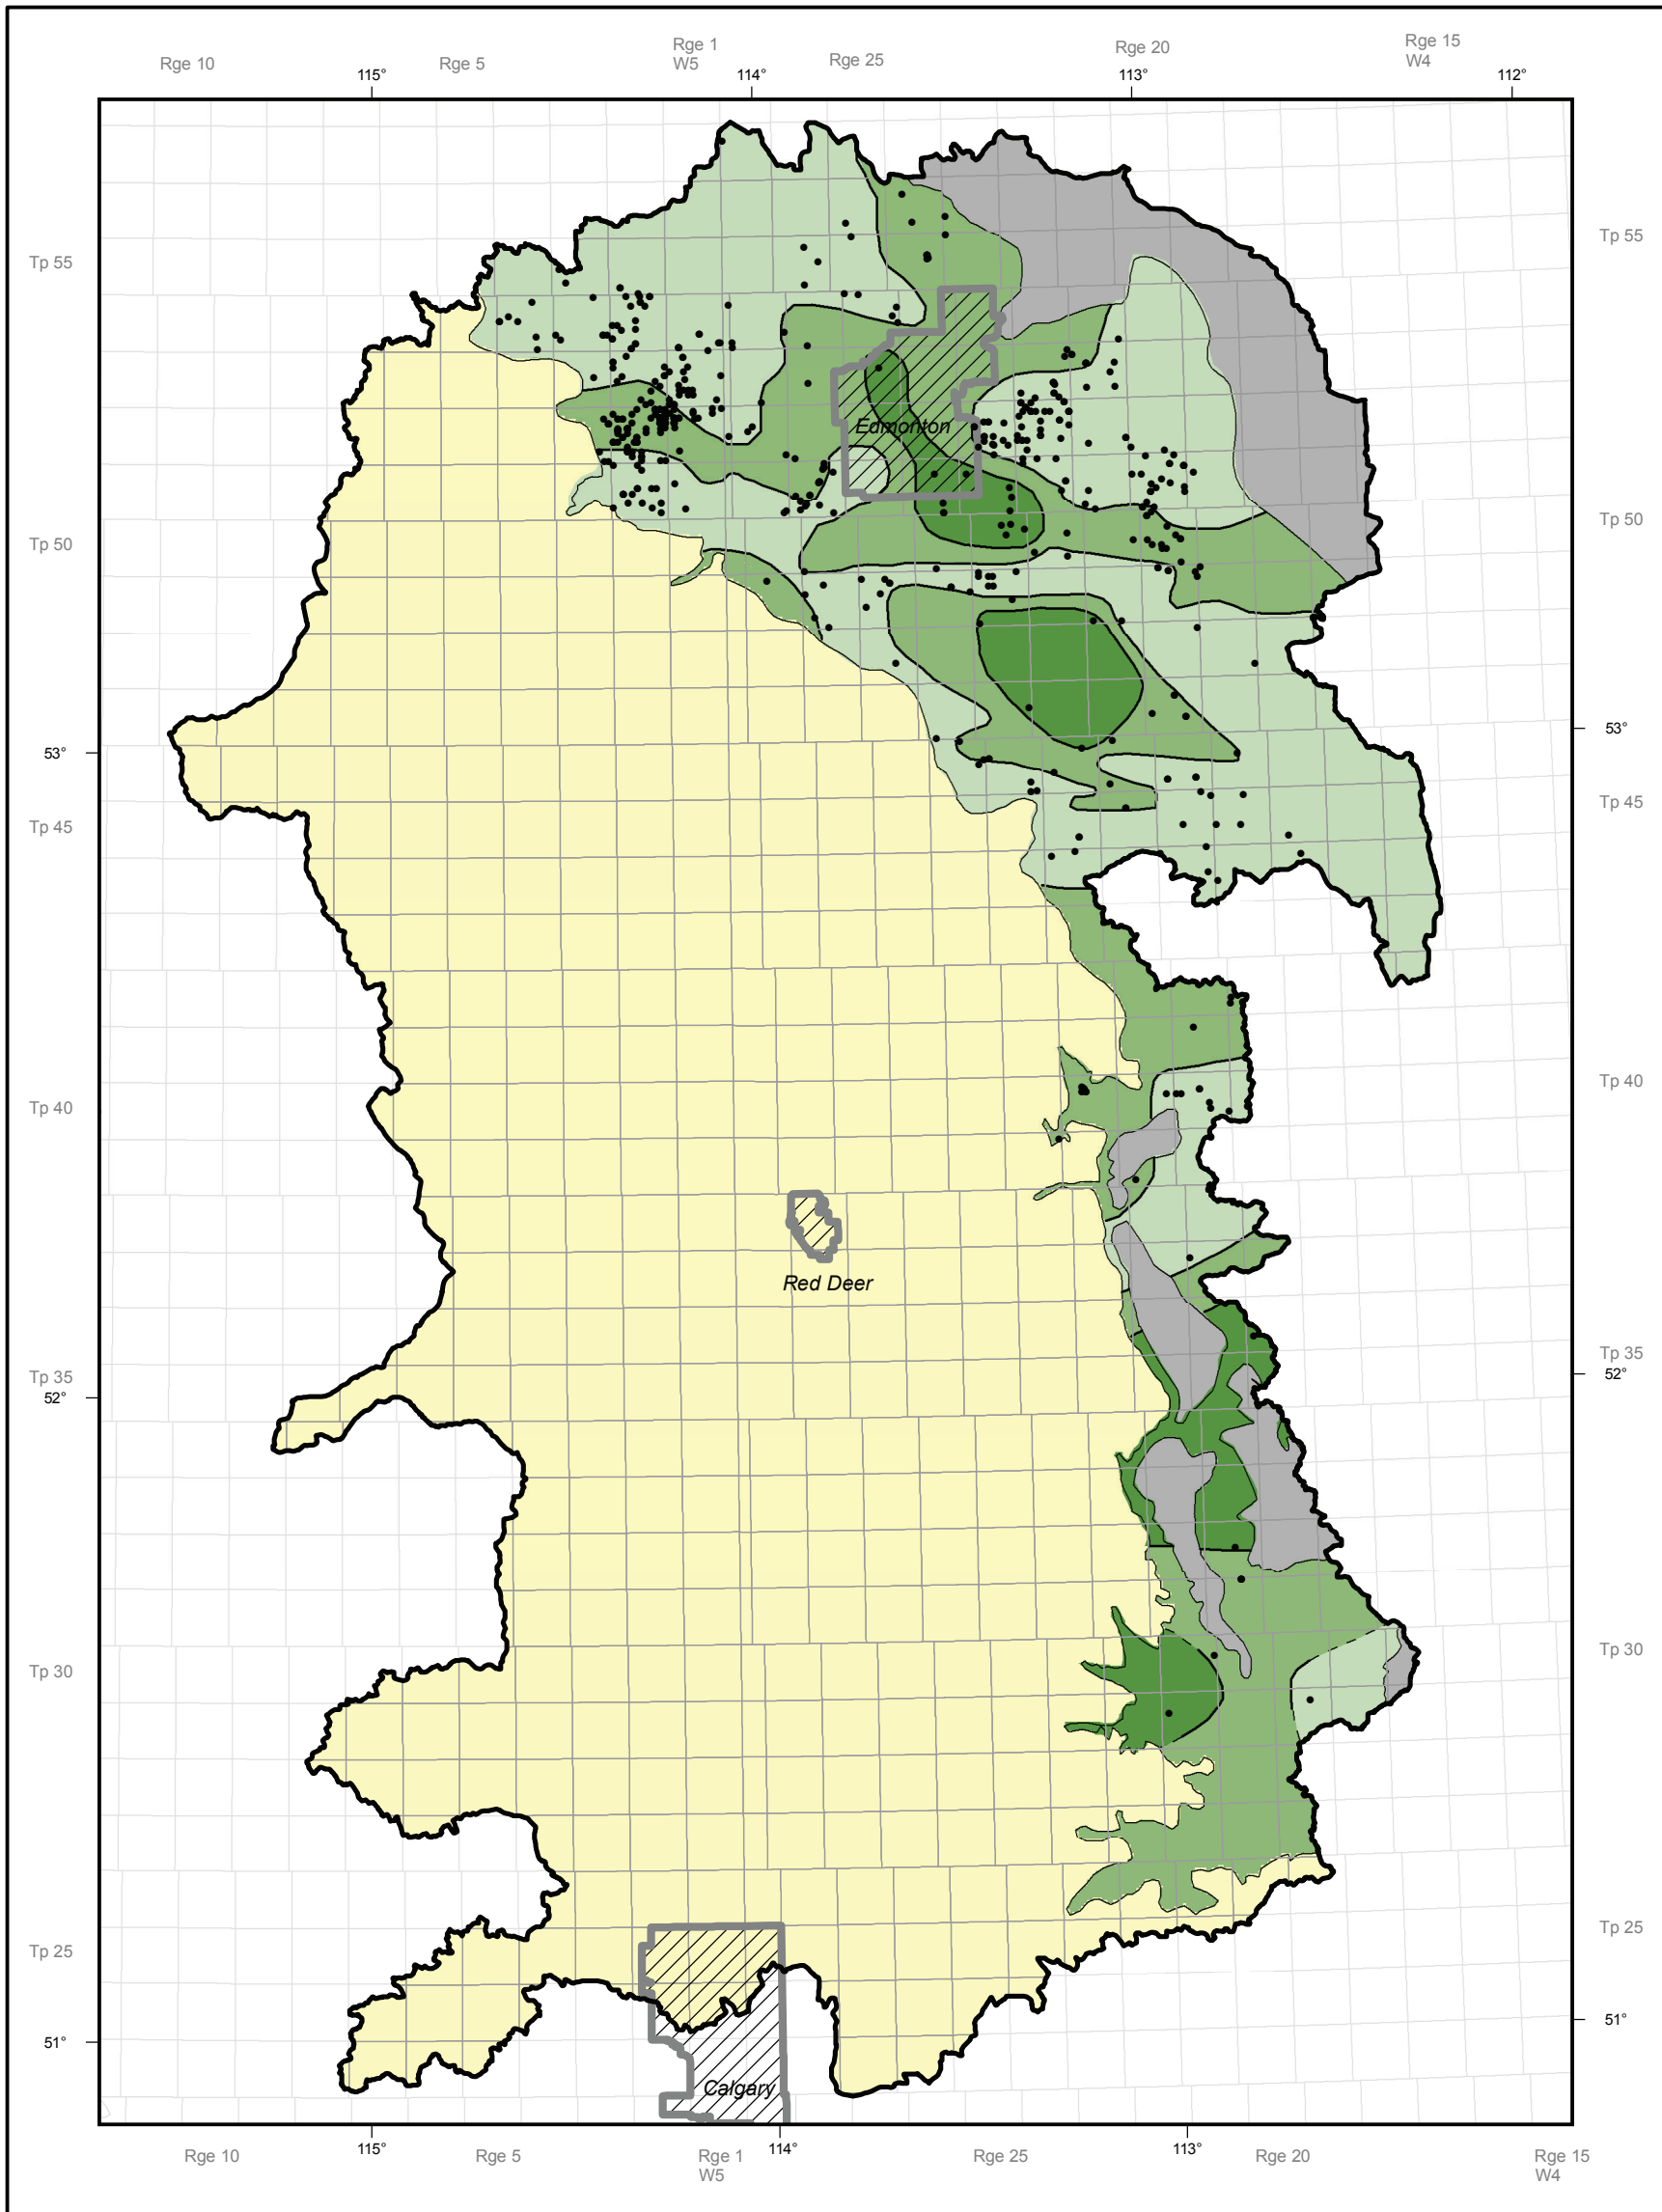 Rge 10
Rge 5
Rge 1
W5
Rge 25
Rge 20
Rge 15
W4
115°
114°
113°
112°
Tp 55
Tp 55
Edmonton
Tp 50
Tp 50
53°
53°
Tp 45
Tp 45
Tp 40
Tp 40
Red Deer
Tp 35
Tp 35
52°
52°
Tp 30
Tp 30
Tp 25
Tp 25
51°
51°
Calgary
115°
114°
113°
Rge 10
Rge 5
Rge 1
W5
Rge 25
Rge 20
Rge 15
W4